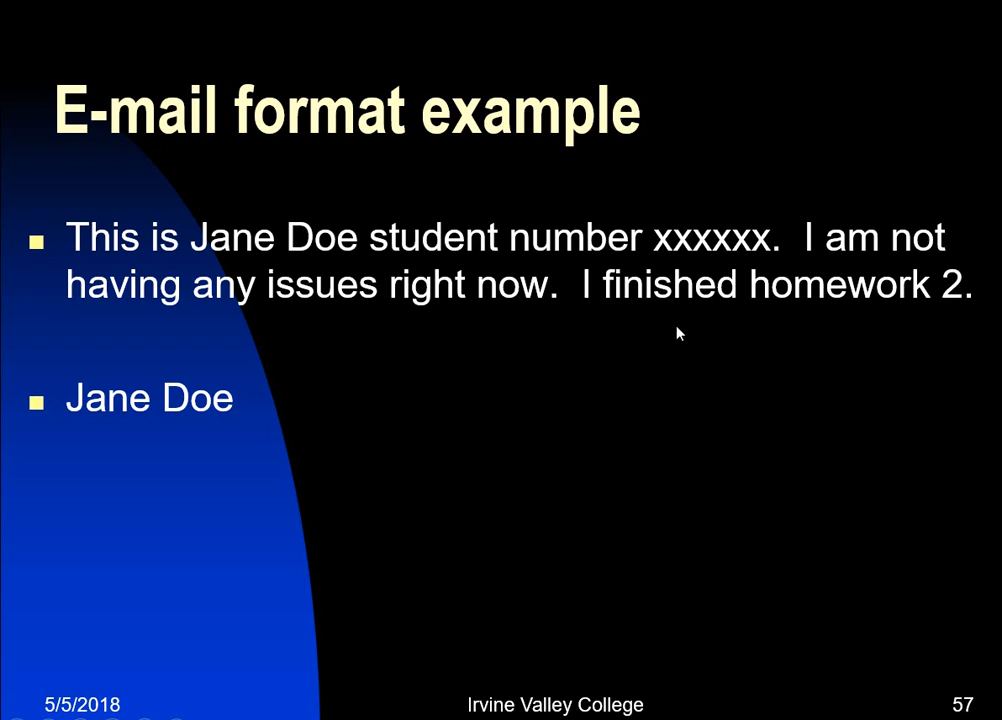 E-mail format example
This is Jane Doe student number xxxxxx.  I am not
having any issues right now.  I finished homework 2.
Jane Doe
5/5/2018
Irvine Valley College
57